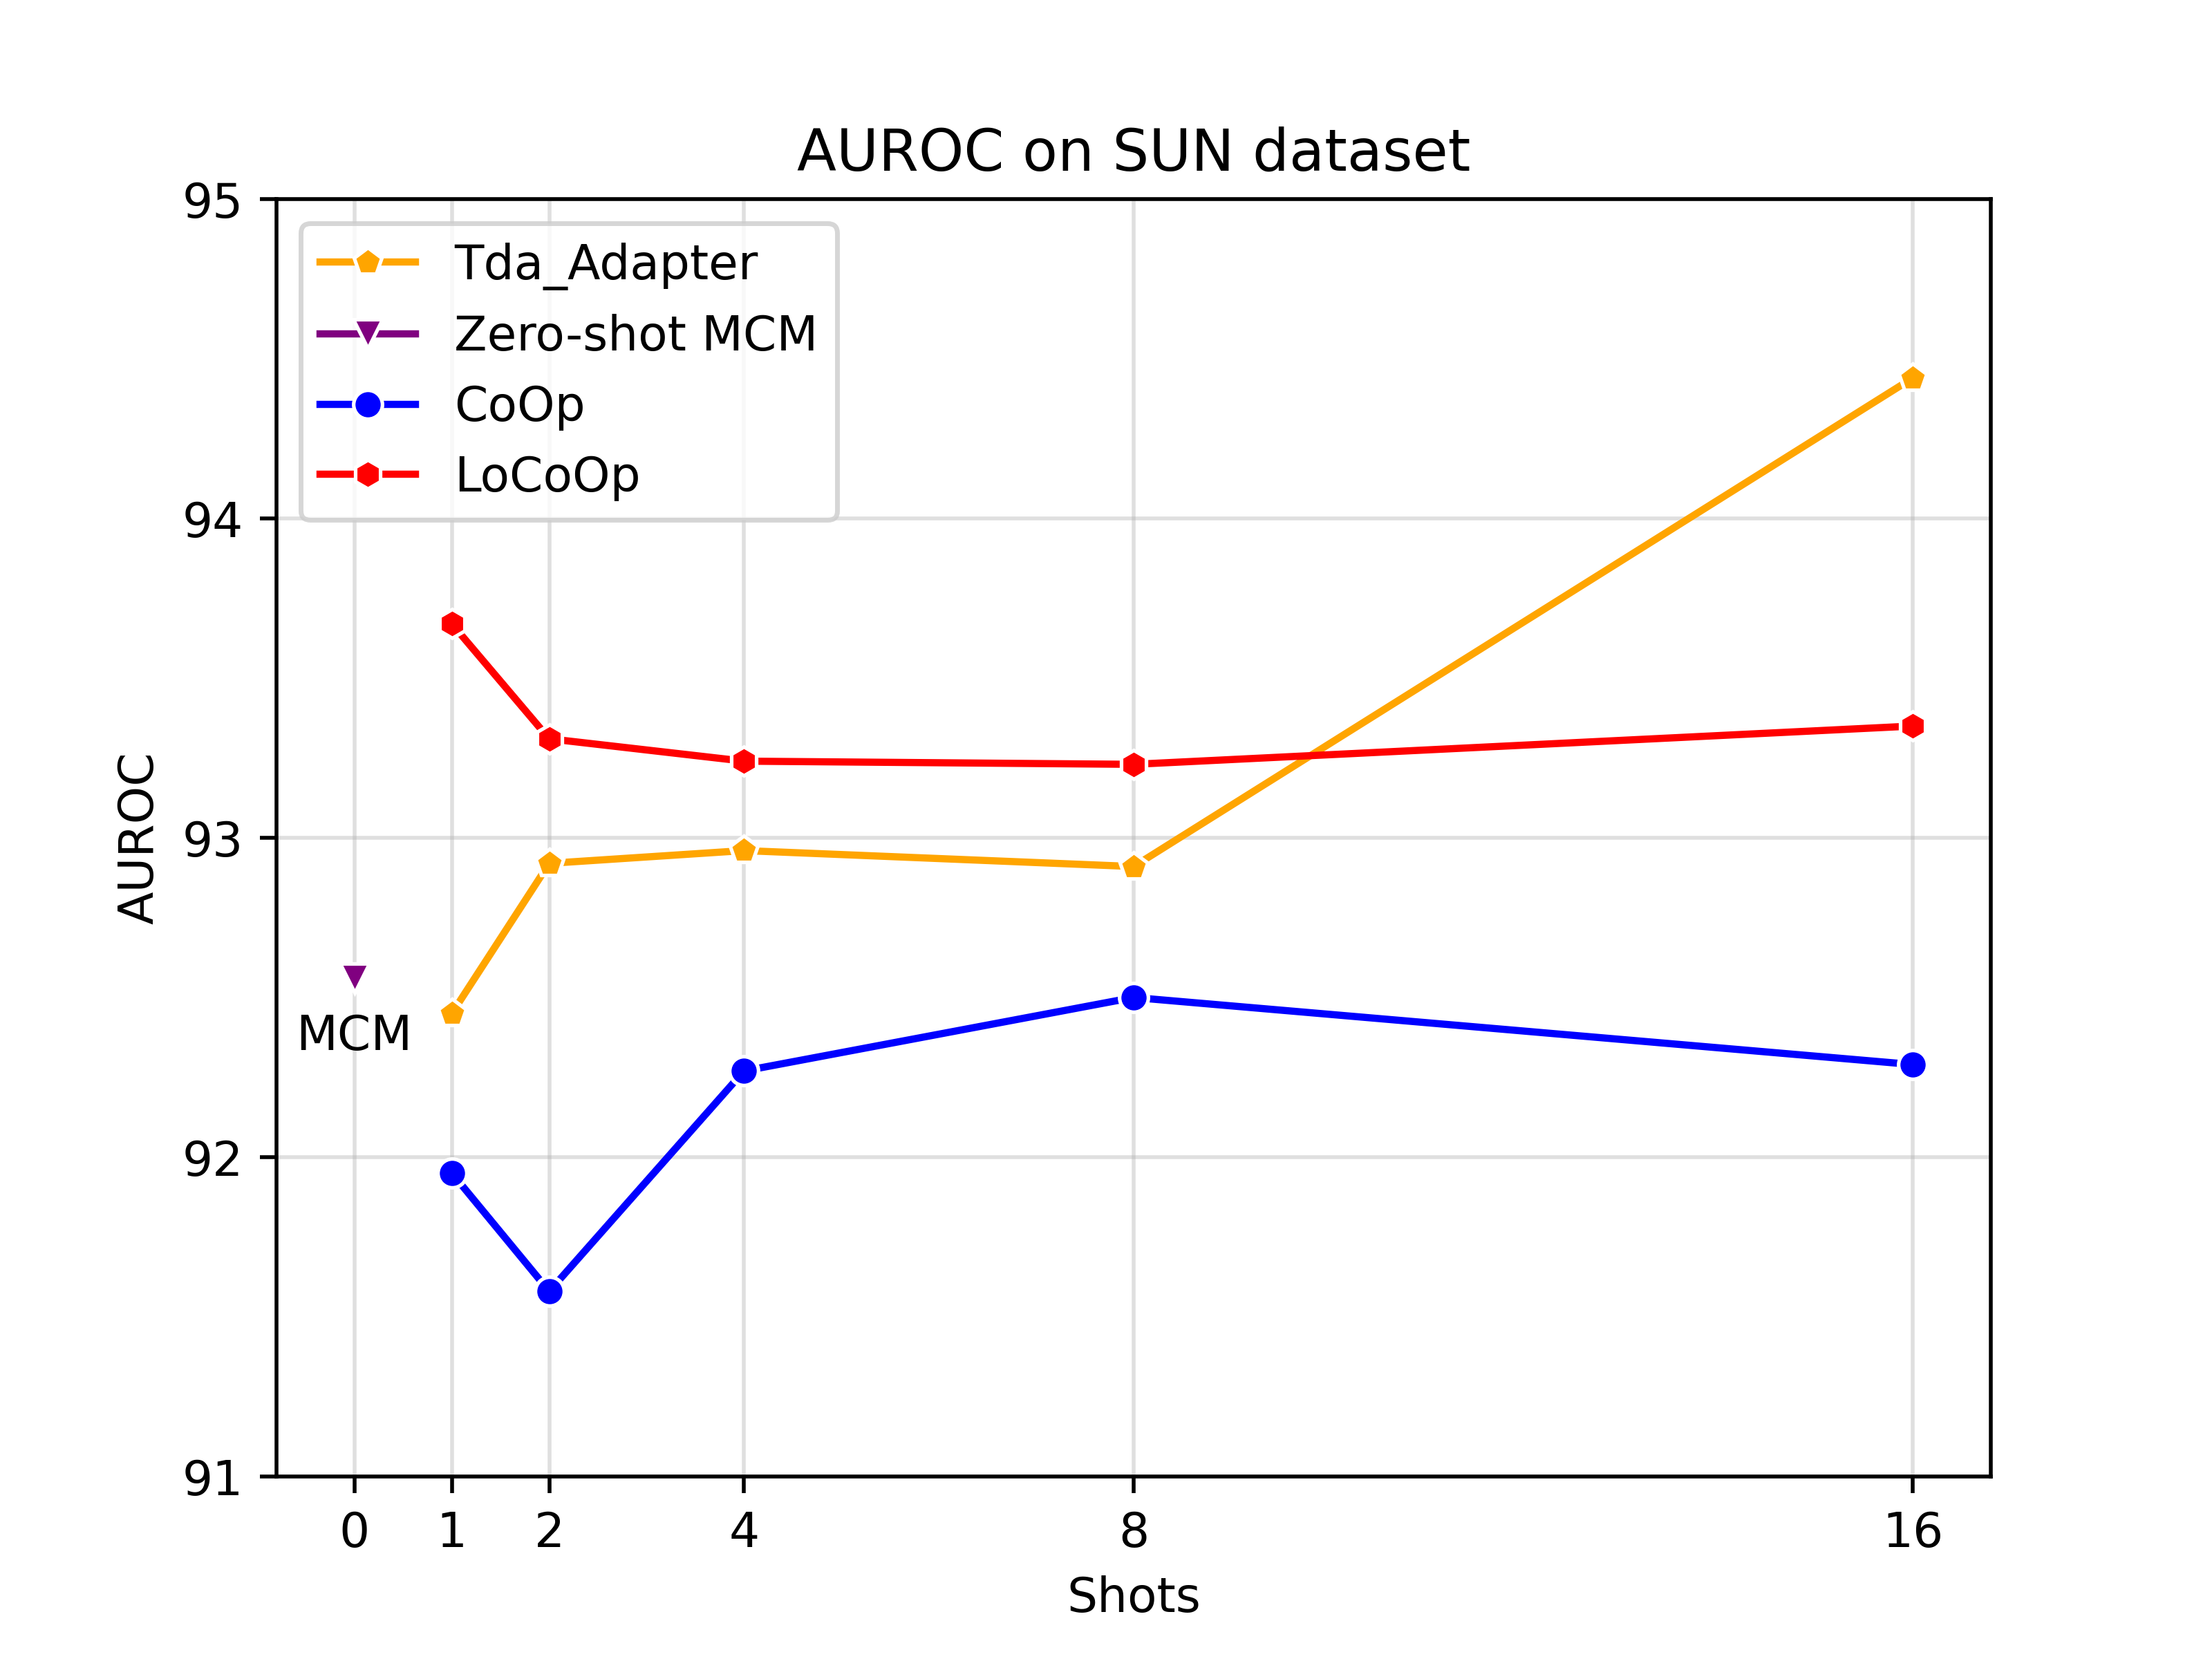 AUROC on SUN dataset
Tda_Adapter
Zero-shot MCM
CoOp
LoCoOp
95
94
93
92
91
AUROC
MCM
0 1 2 4 8 16
Shots